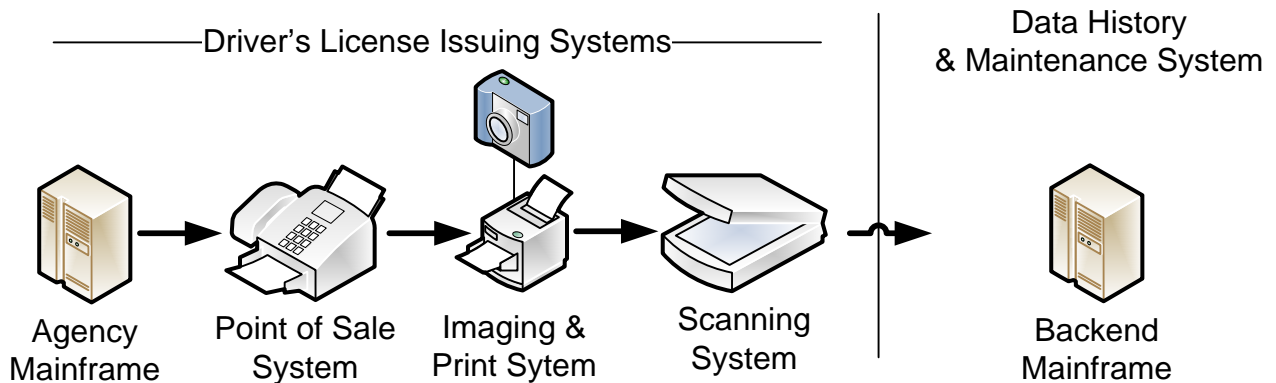 Driver's License Issuing Systems
Data History
& Maintenance System
Agency
Mainframe
Point of Sale
System
Imaging &
Print Sytem
Scanning
System
Backend
Mainframe